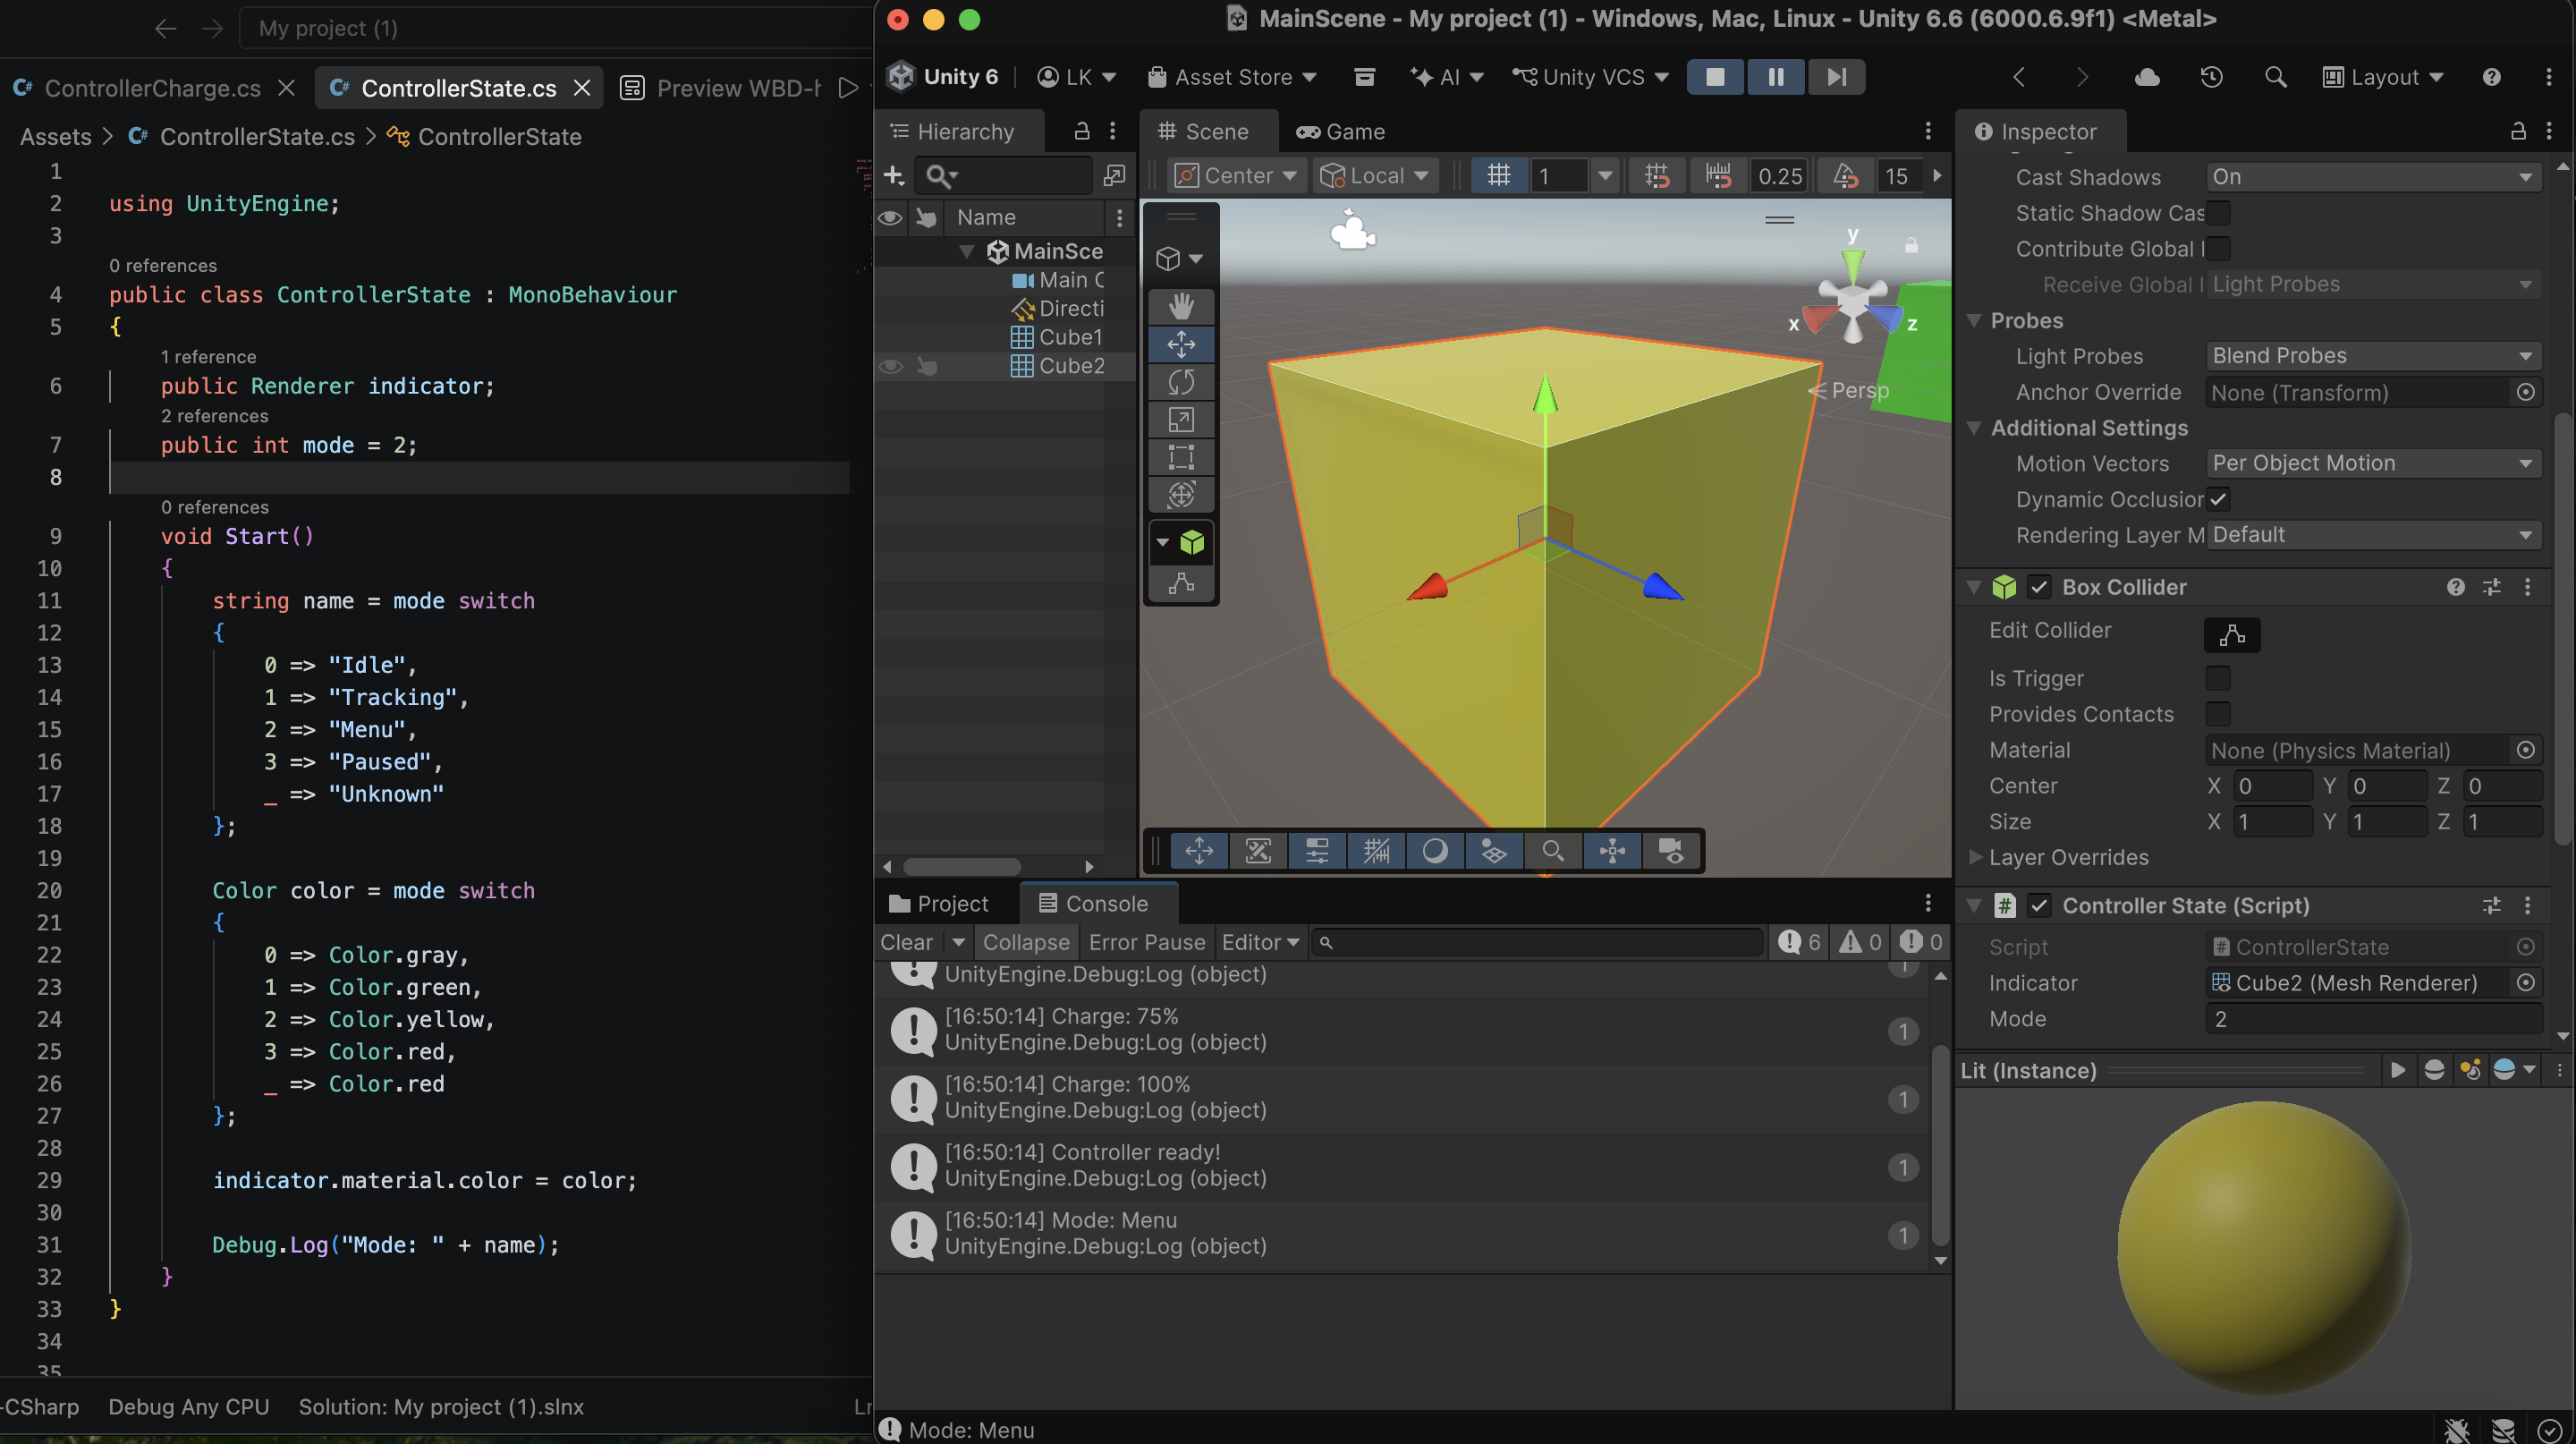 My project (1)
ControllerCharge.cs
ControllerState.cs
Preview WBD-h
Assets > ControllerState.cs > ControllerState
1
2 using UnityEngine;
3
0 references
4 public class ControllerState : MonoBehaviour
5 {
1 reference
6 public Renderer indicator;
2 references
7 public int mode = 2;
8
0 references
9 void Start()
10 {
11 string name = mode switch
12 {
13 0 => "Idle",
14 1 => "Tracking",
15 2 => "Menu",
16 3 => "Paused",
17 _ => "Unknown"
18 };
19
20 Color color = mode switch
21 {
22 0 => Color.gray,
23 1 => Color.green,
24 2 => Color.yellow,
25 3 => Color.red,
26 _ => Color.red
27 };
28
29 indicator.material.color = color;
30
31 Debug.Log("Mode: " + name);
32 }
33 }
34
35
-CSharp Debug Any CPU Solution: My project (1).slnx
MainScene - My project (1) - Windows, Mac, Linux - Unity 6.6 (6000.6.9f1) <Metal>
Unity 6 LK Asset Store AI Unity VCS Layout
Hierarchy
Name
MainSce
Main C
Directi
Cube1
Cube2
Scene Game
Center Local 1 0.25 15
y
x z
< Persp
Project Console
Clear Collapse Error Pause Editor 6 0 0
UnityEngine.Debug:Log (object) 1
[16:50:14] Charge: 75%
UnityEngine.Debug:Log (object) 1
[16:50:14] Charge: 100%
UnityEngine.Debug:Log (object) 1
[16:50:14] Controller ready!
UnityEngine.Debug:Log (object) 1
[16:50:14] Mode: Menu
UnityEngine.Debug:Log (object) 1
Mode: Menu
Inspector
Cast Shadows On
Static Shadow Cas
Contribute Global I
Receive Global I Light Probes
Probes
Light Probes Blend Probes
Anchor Override None (Transform)
Additional Settings
Motion Vectors Per Object Motion
Dynamic Occlusion
Rendering Layer M Default
Box Collider
Edit Collider
Is Trigger
Provides Contacts
Material None (Physics Material)
Center X 0 Y 0 Z 0
Size X 1 Y 1 Z 1
Layer Overrides
# Controller State (Script)
Script # ControllerState
Indicator Cube2 (Mesh Renderer)
Mode 2
Lit (Instance)